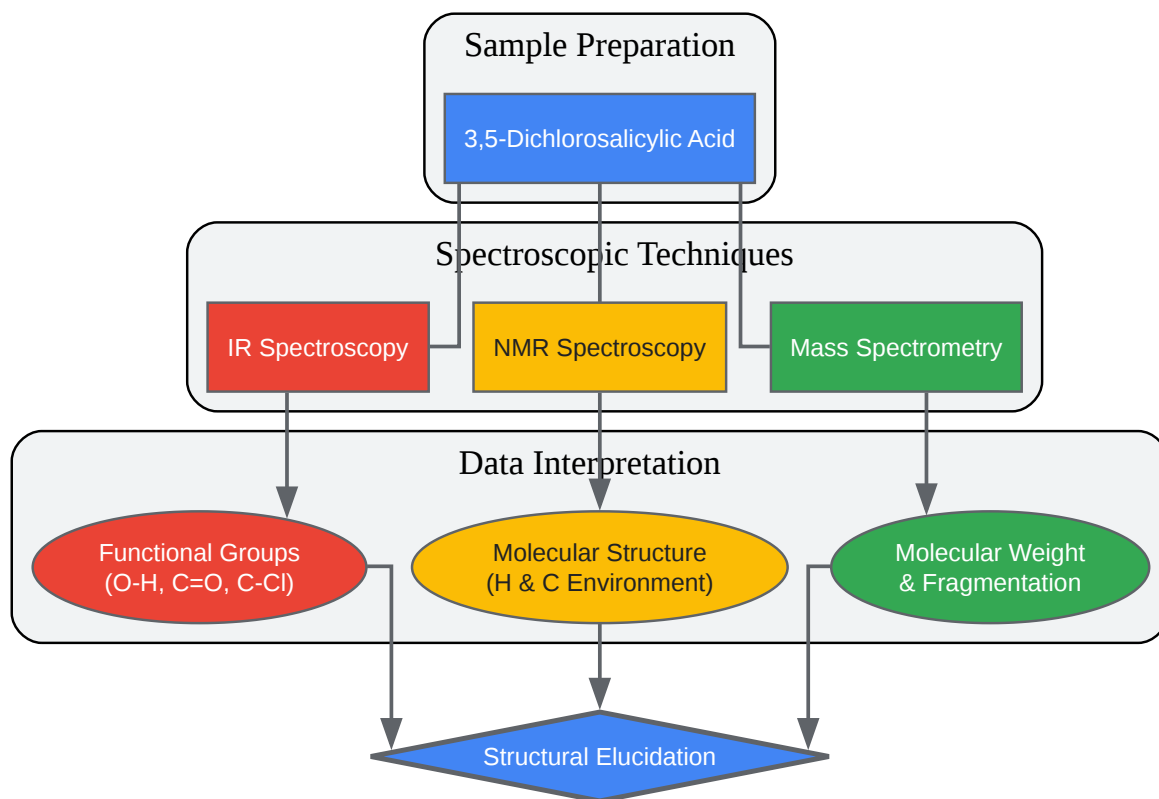 Sample Preparation
3,5-Dichlorosalicylic Acid
Spectroscopic Techniques
IR Spectroscopy
NMR Spectroscopy
Mass Spectrometry
Data Interpretation
Functional Groups
(O-H, C=O, C-Cl)
Molecular Structure
(H & C Environment)
Molecular Weight
& Fragmentation
Structural Elucidation